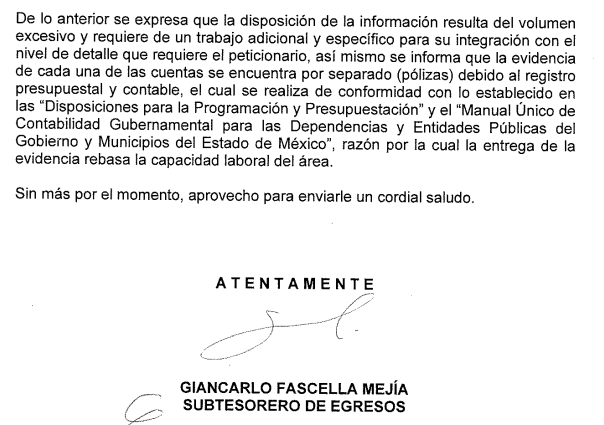 De lo anterior se expresa que la disposición de la información resulta del volumen
excesivo y requiere de un trabajo adicional y específico para su integración con el
nivel de detalle que requiere el peticionario, así mismo se informa que la evidencia
de cada una de las cuentas se encuentra por separado (pólizas) debido al registro
presupuestal y contable, el cual se realiza de conformidad con lo establecido en
las “Disposiciones para la Programación y Presupuestación” y el “Manual Único de
Contabilidad Gubernamental para las Dependencias y Entidades Públicas del
Gobierno y Municipios del Estado de México”, razón por la cual la entrega de la
evidencia rebasa la capacidad laboral del área.
Sin más por el momento, aprovecho para enviarle un cordial saludo.
A T E N T A M E N T E
GIANCARLO FASCELLA MEJÍA
SUBTESORERO DE EGRESOS